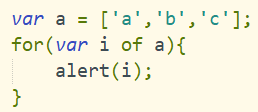 var a = ['a','b','c'];
for(var i of a){
    alert(i);
}